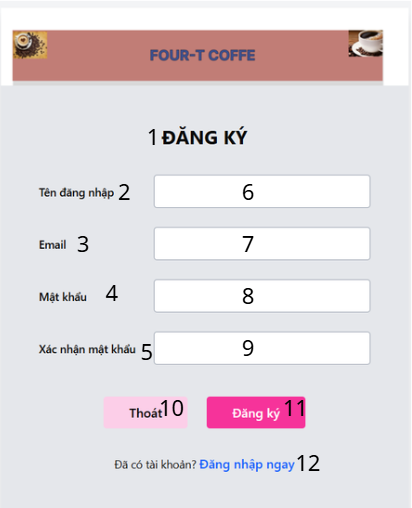 FOUR-T COFFE
1 ĐĂNG KÝ
Tên đăng nhập 2 6
Email 3 7
Mật khẩu 4 8
Xác nhận mật khẩu 5 9
Thoát 10 Đăng ký 11
Đã có tài khoản? Đăng nhập ngay 12